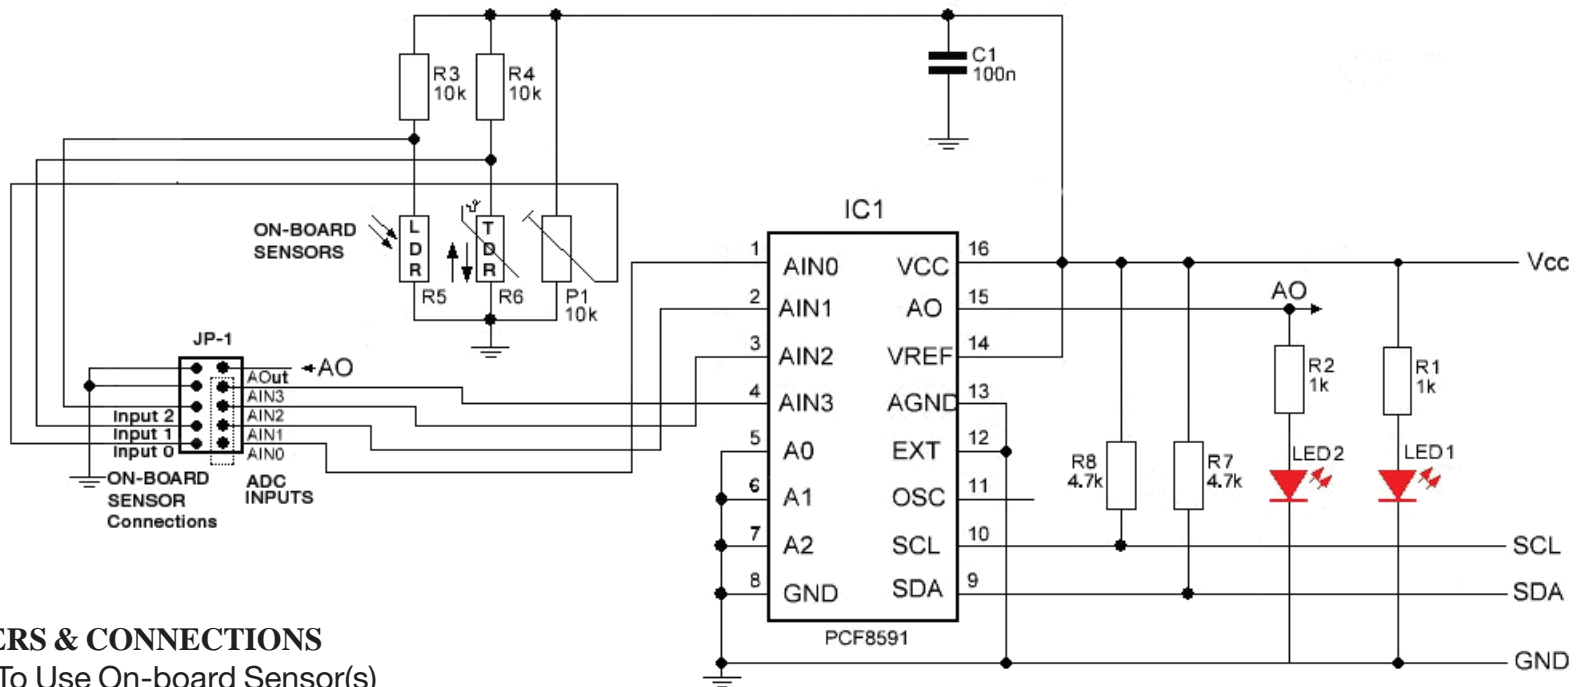 C1
100n
R3
10k
R4
10k
ON-BOARD
SENSORS
LDR
TDR
R5
R6
P1
10k
IC1
1 AIN0
2 AIN1
3 AIN2
4 AIN3
5 A0
6 A1
7 A2
8 GND
VCC 16
AO 15
VREF 14
AGND 13
EXT 12
OSC 11
SCL 10
SDA 9
PCF8591
Vcc
AO
R2
1k
R1
1k
R8
4.7k
R7
4.7k
LED2
LED1
SCL
SDA
GND
JP-1
AO
AOut
AIN3
AIN2
AIN1
AIN0
Input 2
Input 1
Input 0
ON-BOARD
SENSOR
Connections
ADC
INPUTS
ERS & CONNECTIONS
To Use On-board Sensor(s)